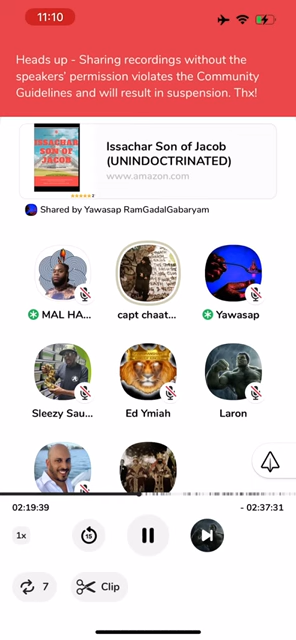 11:10
Heads up - Sharing recordings without the
speakers' permission violates the Community
Guidelines and will result in suspension. Thx!
ISSACHAR
SON OF
JACOB
Issachar Son of Jacob
(UNINDOCTRINATED)
www.amazon.com
2
Shared by Yawasap RamGadalGabaryam
MAL HA...
capt chaat...
Yawasap
Sleezy Sau...
Ed Ymiah
Laron
02:19:39
- 02:37:31
1x
15
7
Clip